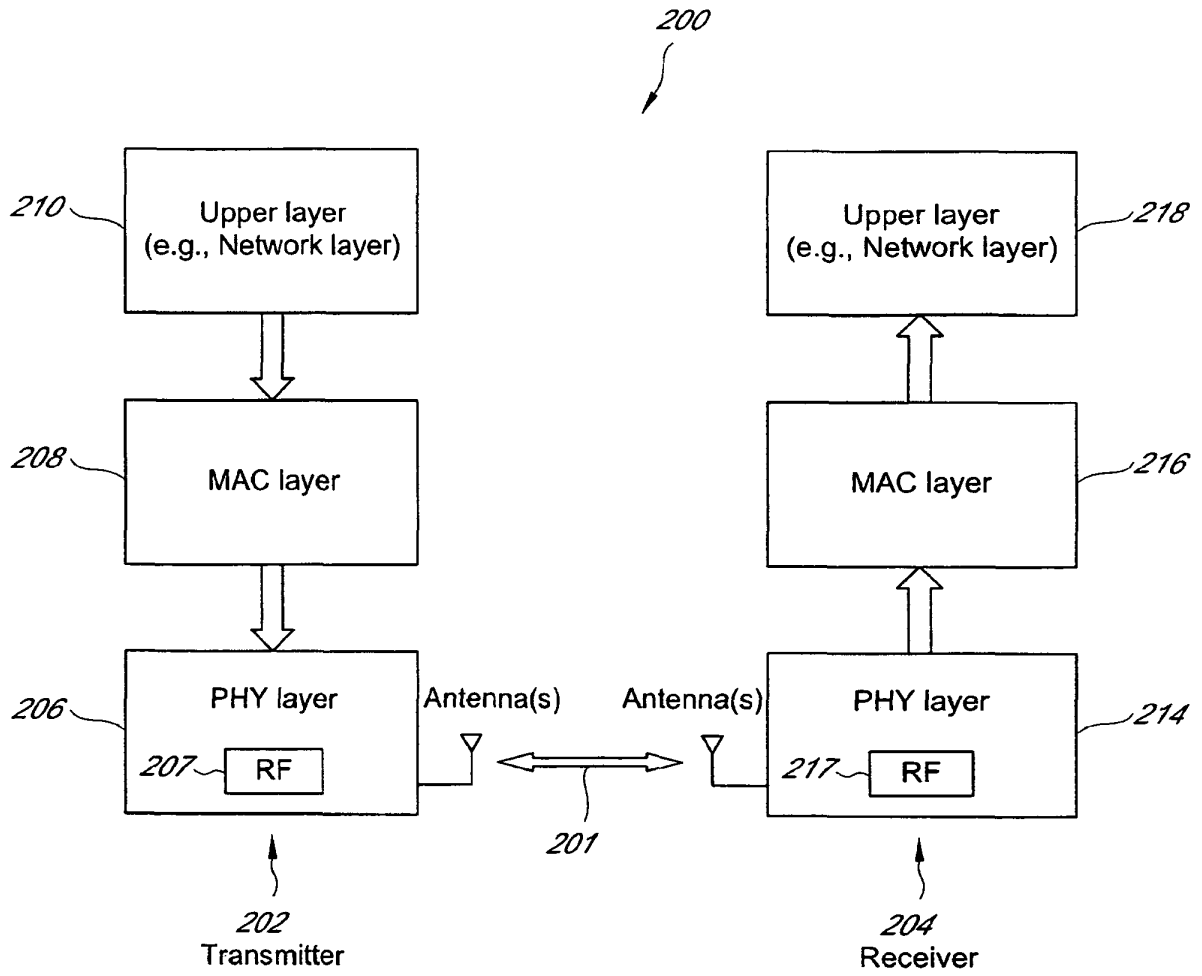 200
210
Upper layer
(e.g., Network layer)
Upper layer
(e.g., Network layer)
218
208
MAC layer
MAC layer
216
206
PHY layer
207
RF
Antenna(s)
Antenna(s)
201
PHY layer
217
RF
214
202
Transmitter
204
Receiver